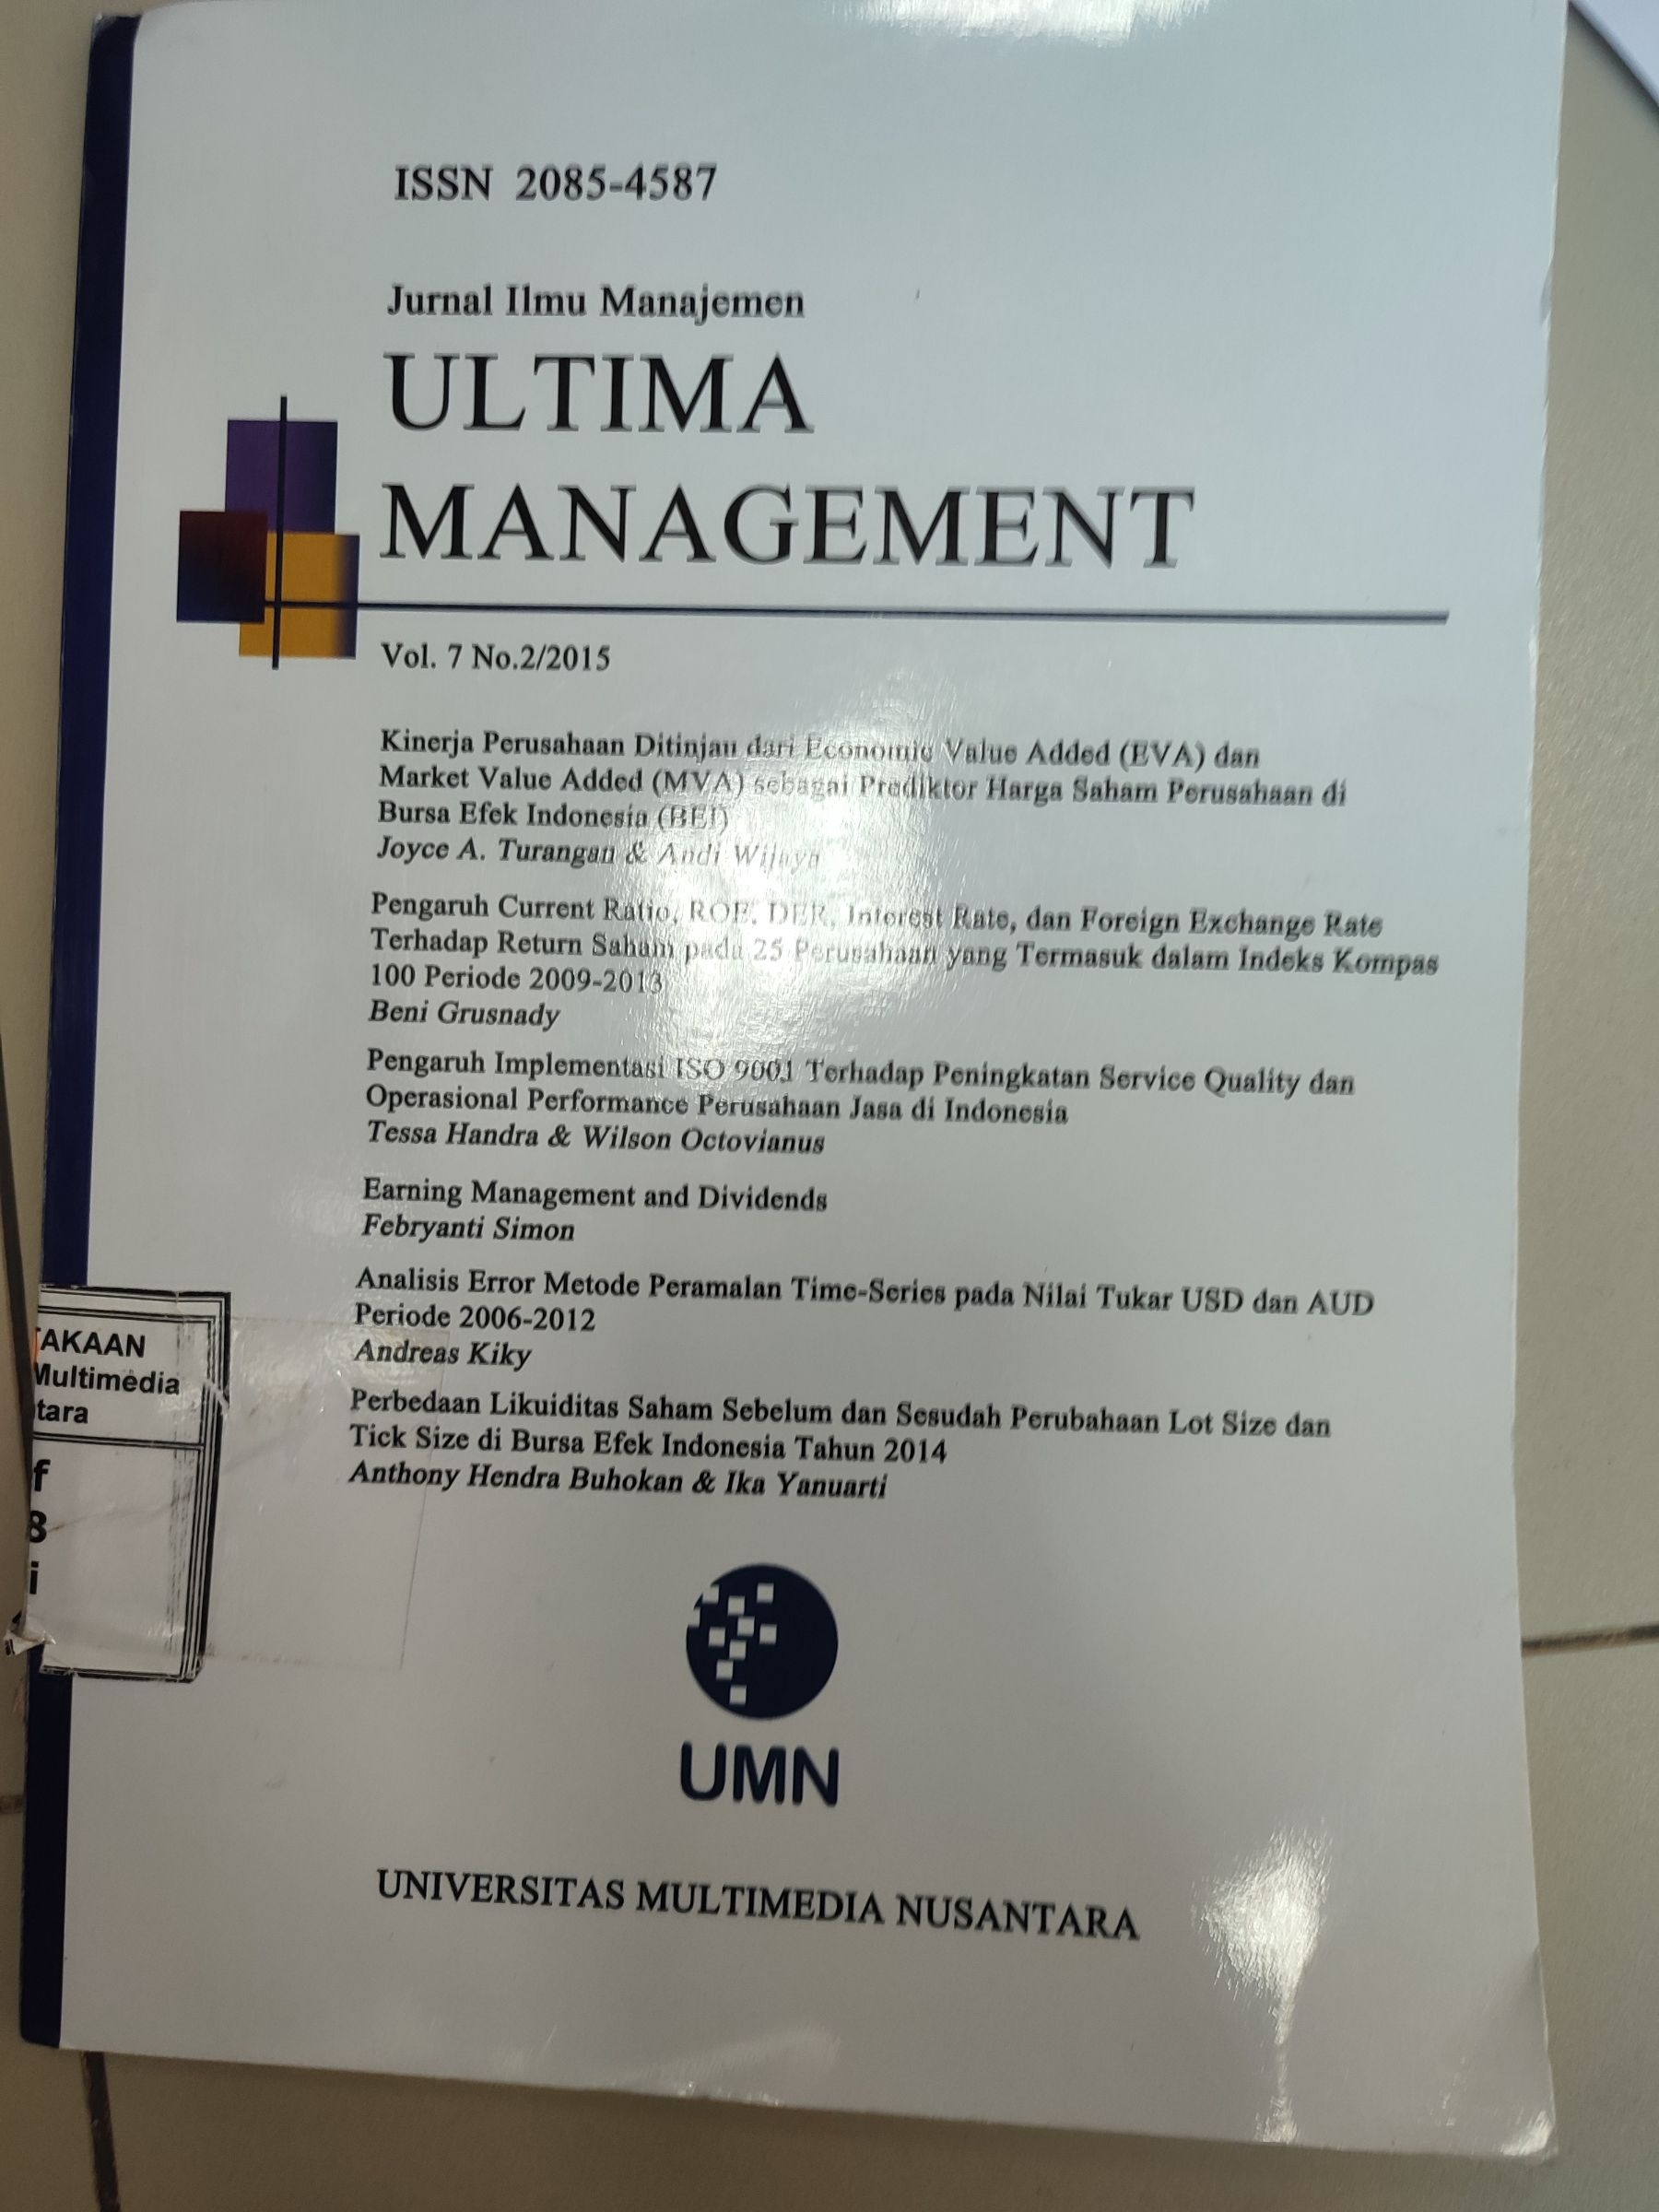 ISSN 2085-4587
Jurnal Ilmu Manajemen
ULTIMA
MANAGEMENT
Vol. 7 No.2/2015
Kinerja Perusahaan Ditinjau dari Economic Value Added (EVA) dan
Market Value Added (MVA) sebagai Prediktor Harga Saham Perusahaan di
Bursa Efek Indonesia (BEI)
Joyce A. Turangan & Andi Wijaya
Pengaruh Current Ratio, ROE, DER, Interest Rate, dan Foreign Exchange Rate
Terhadap Return Saham pada 25 Perusahaan yang Termasuk dalam Indeks Kompas
100 Periode 2009-2013
Beni Grusnady
Pengaruh Implementasi ISO 9001 Terhadap Peningkatan Service Quality dan
Operasional Performance Perusahaan Jasa di Indonesia
Tessa Handra & Wilson Octovianus
Earning Management and Dividends
Febryanti Simon
Analisis Error Metode Peramalan Time-Series pada Nilai Tukar USD dan AUD
Periode 2006-2012
Andreas Kiky
Perbedaan Likuiditas Saham Sebelum dan Sesudah Perubahaan Lot Size dan
Tick Size di Bursa Efek Indonesia Tahun 2014
Anthony Hendra Buhokan & Ika Yanuarti
TAKAAN
Multimedia
tara
f
8
i
UMN
UNIVERSITAS MULTIMEDIA NUSANTARA